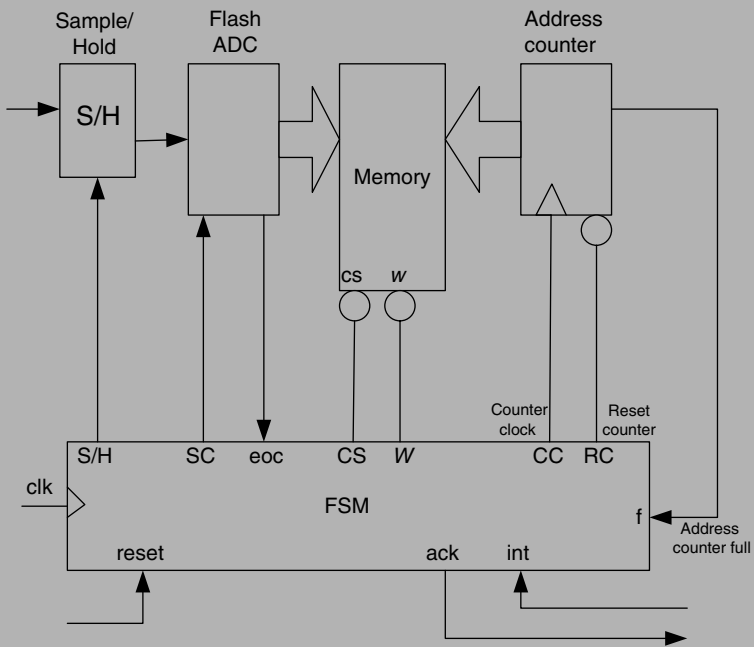 Sample/
Hold
Flash
ADC
Address
counter
S/H
Memory
cs w
Counter
clock
Reset
counter
S/H SC eoc CS W CC RC
clk
FSM
f
Address
counter full
reset ack int